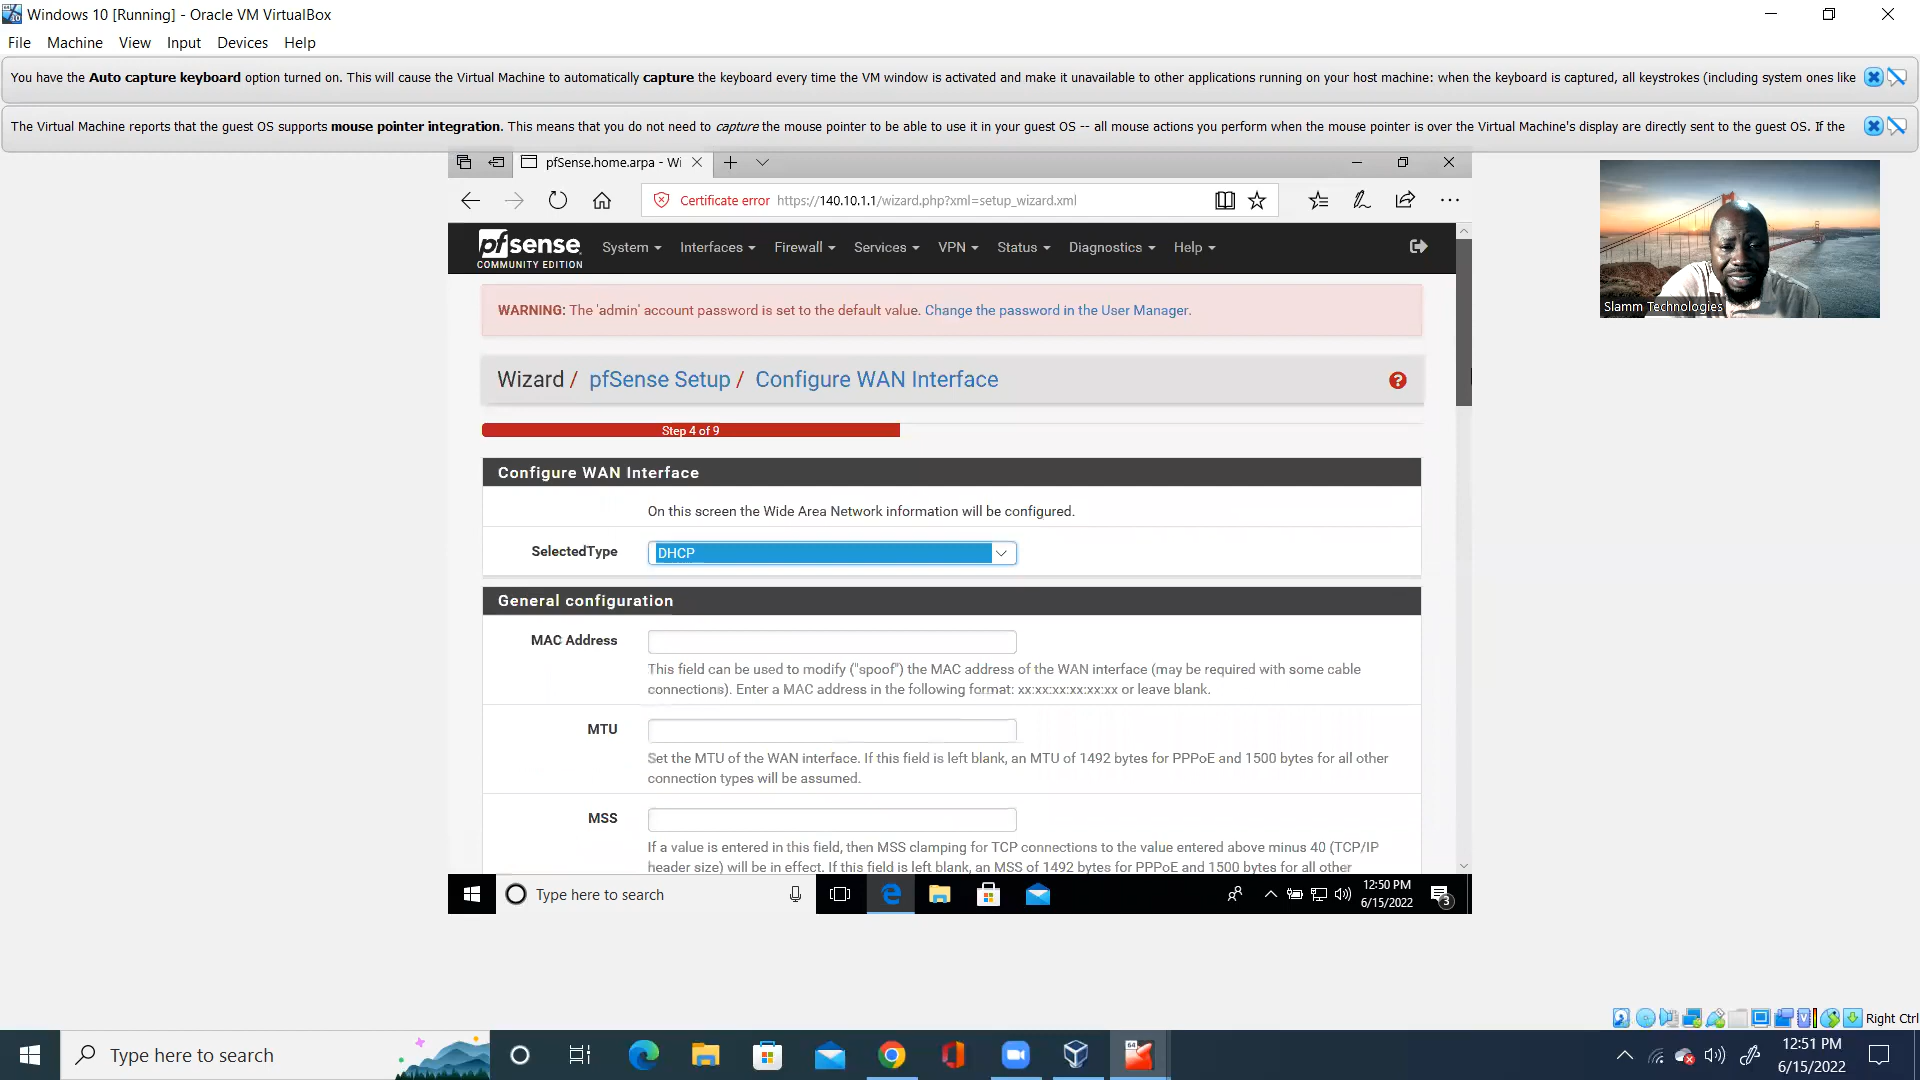 Windows 10 [Running] - Oracle VM VirtualBox
File Machine View Input Devices Help
You have the Auto capture keyboard option turned on. This will cause the Virtual Machine to automatically capture the keyboard every time the VM window is activated and make it unavailable to other applications running on your host machine: when the keyboard is captured, all keystrokes (including system ones like
The Virtual Machine reports that the guest OS supports mouse pointer integration. This means that you do not need to capture the mouse pointer to be able to use it in your guest OS -- all mouse actions you perform when the mouse pointer is over the Virtual Machine's display are directly sent to the guest OS. If the
pfSense.home.arpa - Wi
Certificate error https://140.10.1.1/wizard.php?xml=setup_wizard.xml
Slamm Technologies
pfsense
COMMUNITY EDITION
System Interfaces Firewall Services VPN Status Diagnostics Help
WARNING: The 'admin' account password is set to the default value. Change the password in the User Manager.
Wizard / pfSense Setup / Configure WAN Interface
Step 4 of 9
Configure WAN Interface
On this screen the Wide Area Network information will be configured.
SelectedType DHCP
General configuration
MAC Address
This field can be used to modify ("spoof") the MAC address of the WAN interface (may be required with some cable
connections). Enter a MAC address in the following format: xx:xx:xx:xx:xx:xx or leave blank.
MTU
Set the MTU of the WAN interface. If this field is left blank, an MTU of 1492 bytes for PPPoE and 1500 bytes for all other
connection types will be assumed.
MSS
If a value is entered in this field, then MSS clamping for TCP connections to the value entered above minus 40 (TCP/IP
header size) will be in effect. If this field is left blank, an MSS of 1492 bytes for PPPoE and 1500 bytes for all other
Type here to search
12:50 PM
6/15/2022
3
Right Ctrl
Type here to search
12:51 PM
6/15/2022